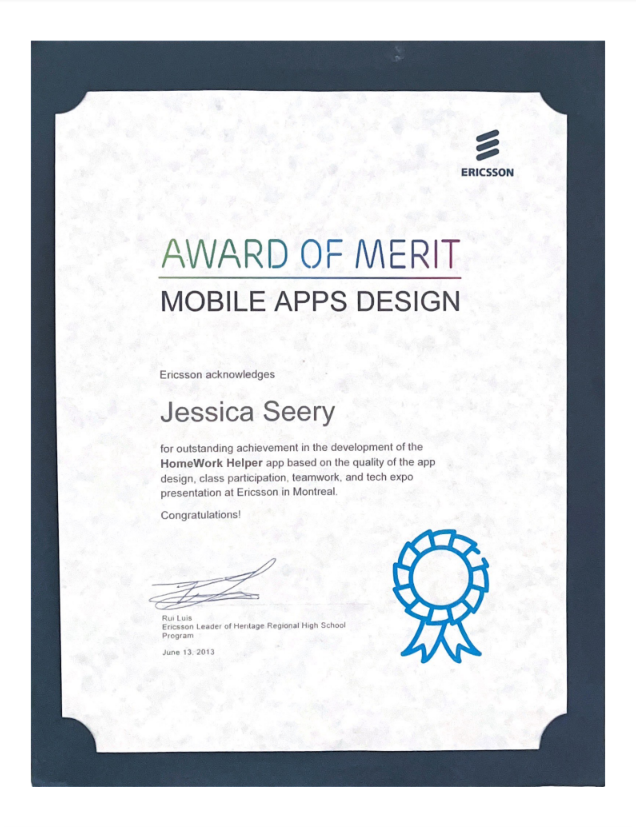 ERICSSON
AWARD OF MERIT
MOBILE APPS DESIGN
Ericsson acknowledges
Jessica Seery
for outstanding achievement in the development of the
HomeWork Helper app based on the quality of the app
design, class participation, teamwork, and tech expo
presentation at Ericsson in Montreal.
Congratulations!
Rui Luis
Ericsson Leader of Heritage Regional High School
Program
June 13, 2013